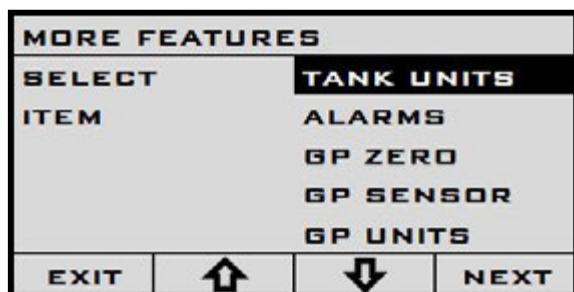 MORE FEATURES
SELECT TANK UNITS
ITEM ALARMS
GP ZERO
GP SENSOR
GP UNITS
EXIT NEXT